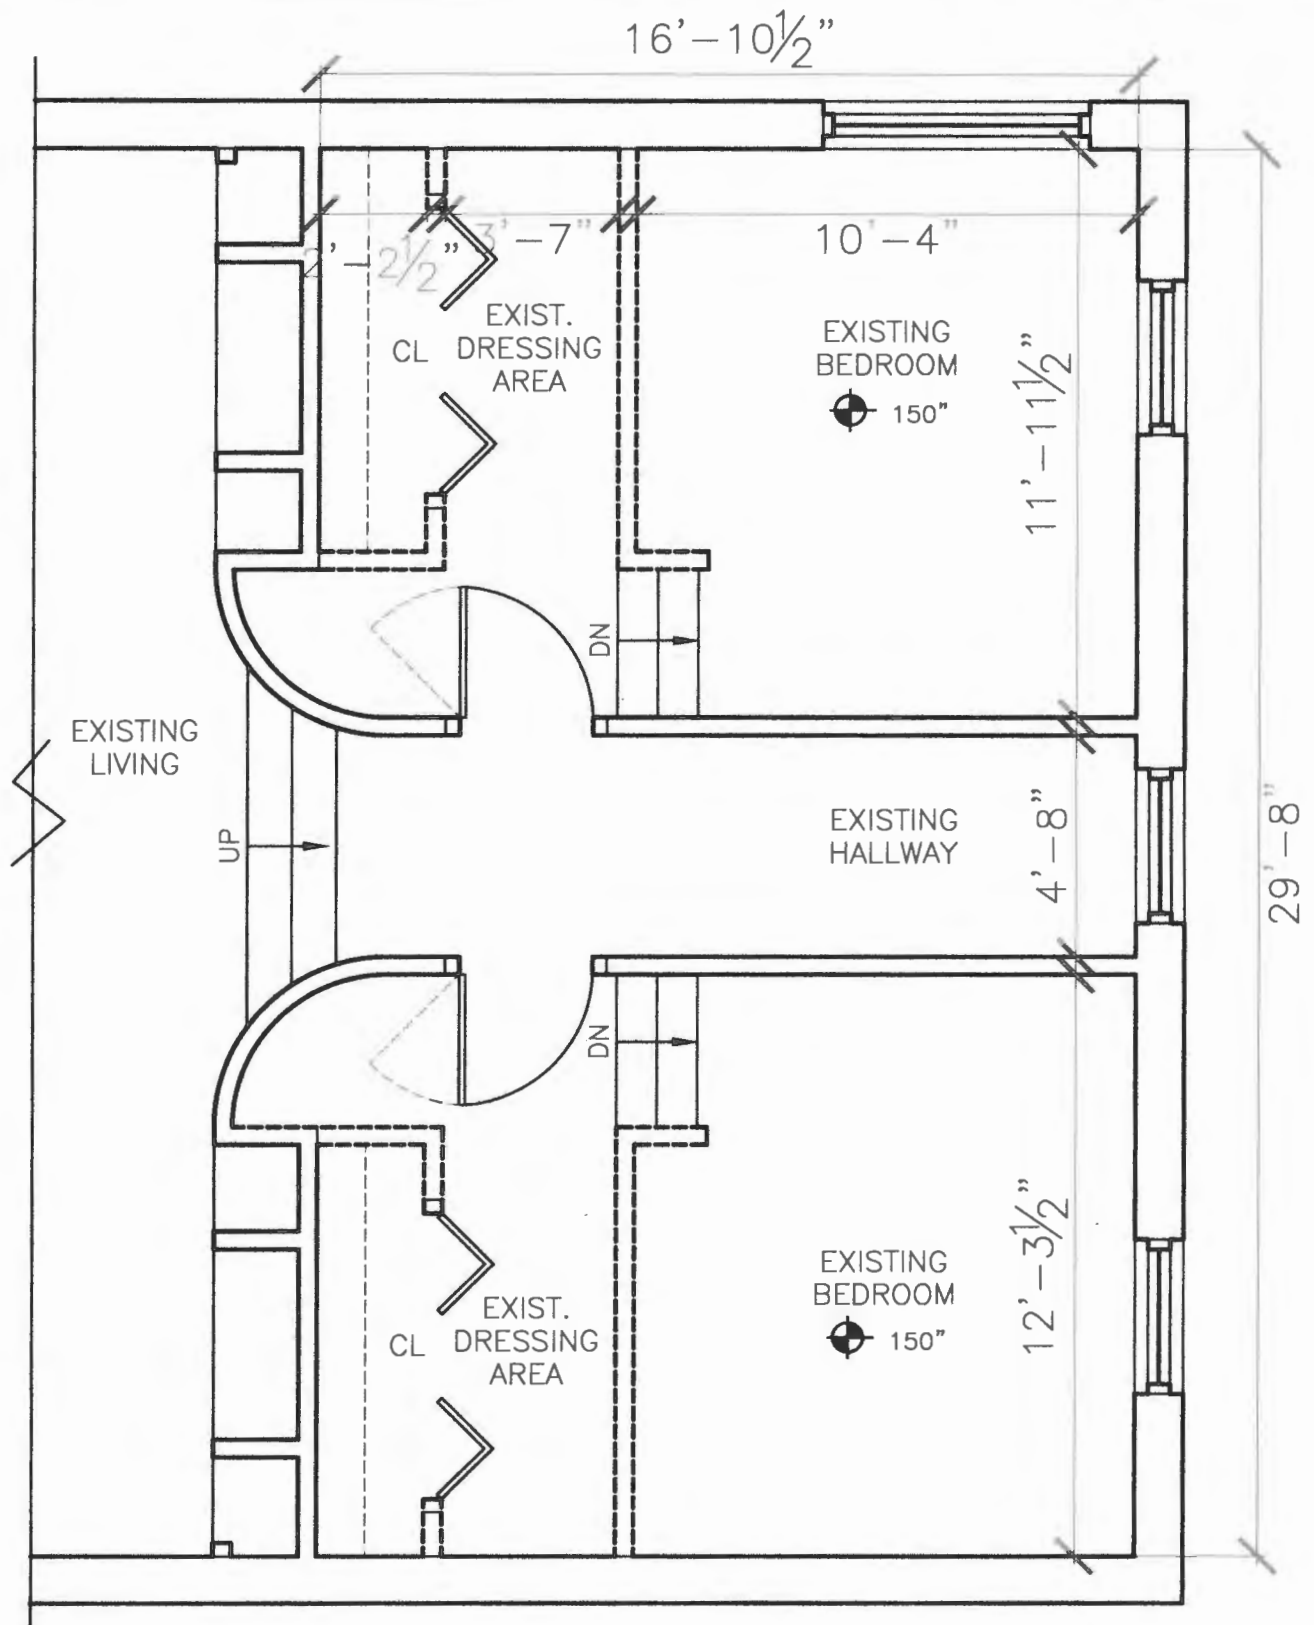 16'-10½"
2'-2½"
3'-7"
10'-4"
EXIST.
DRESSING
AREA
CL
EXISTING
BEDROOM
150"
11'-11½"
DN
EXISTING
LIVING
UP
EXISTING
HALLWAY
4'-8"
29'-8"
DN
EXISTING
BEDROOM
150"
12'-3½"
EXIST.
DRESSING
AREA
CL